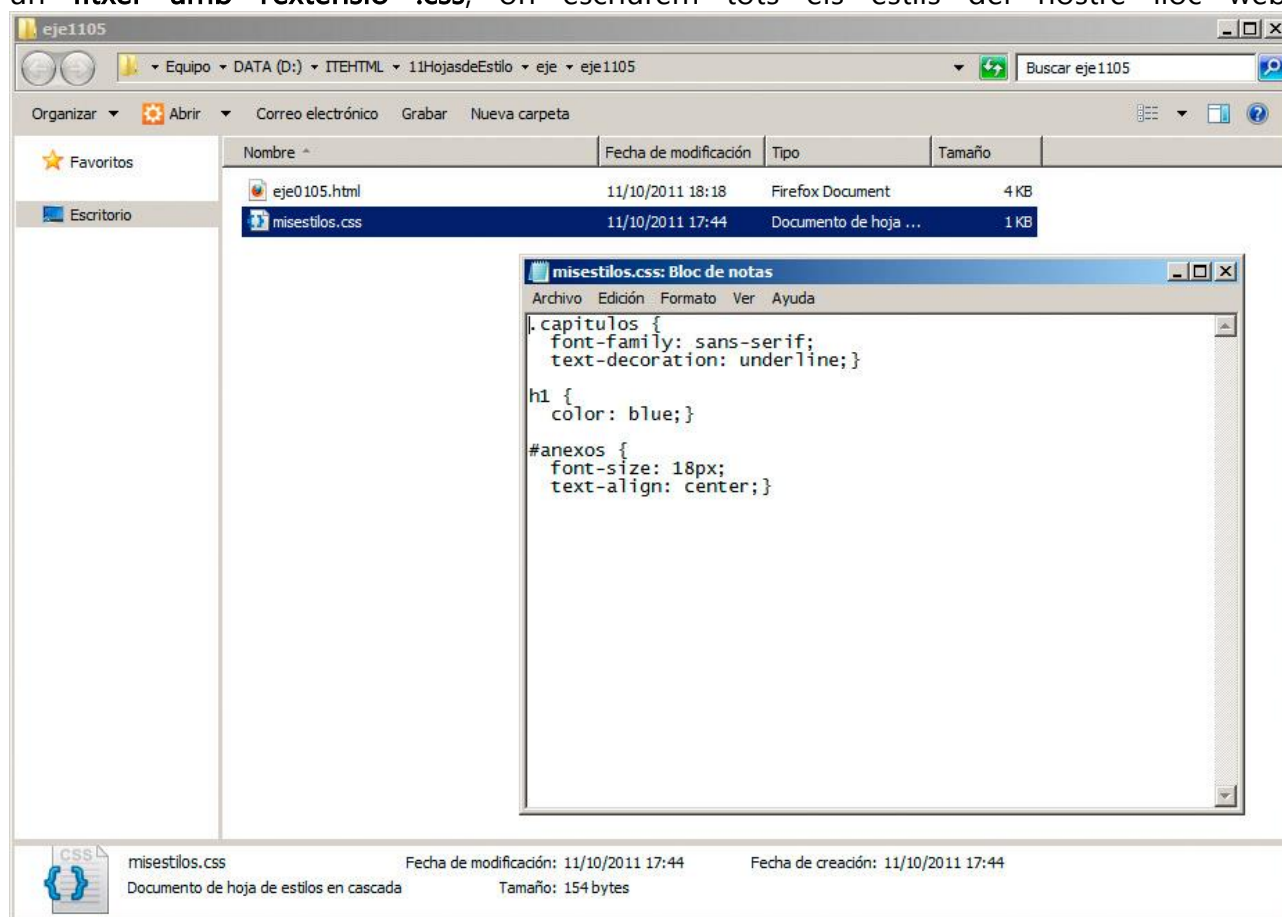 un fitxer amb l'extensió .css, on escriurem tots els estils del nostre lloc web
eje1105
Equipo DATA (D:) ITEHTML 11HojasdeEstilo eje eje1105
Buscar eje1105
Organizar Abrir Correo electrónico Grabar Nueva carpeta
Favoritos
Escritorio
Nombre Fecha de modificación Tipo Tamaño
eje0105.html 11/10/2011 18:18 Firefox Document 4 KB
misestilos.css 11/10/2011 17:44 Documento de hoja ... 1 KB
misestilos.css: Bloc de notas
Archivo Edición Formato Ver Ayuda
.capitulos {
font-family: sans-serif;
text-decoration: underline;}
h1 {
color: blue;}
#anexos {
font-size: 18px;
text-align: center;}
CSS
misestilos.css Fecha de modificación: 11/10/2011 17:44 Fecha de creación: 11/10/2011 17:44
Documento de hoja de estilos en cascada Tamaño: 154 bytes